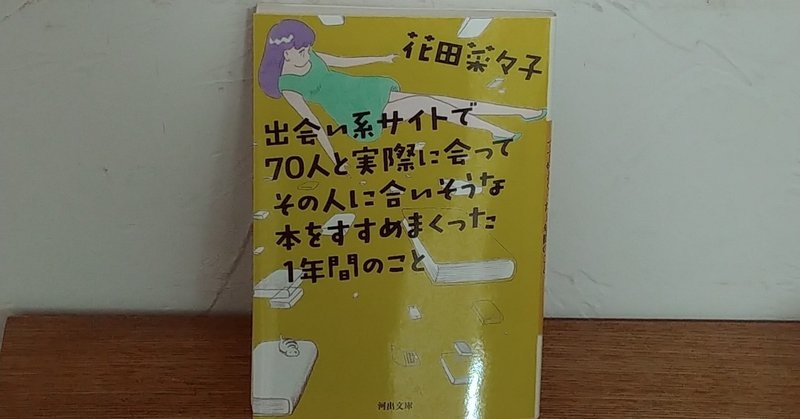 花田菜々子
出会い系サイトで
70人と実際に会って
その人に合いそうな
本をすすめまくった
1年間のこと
河出文庫